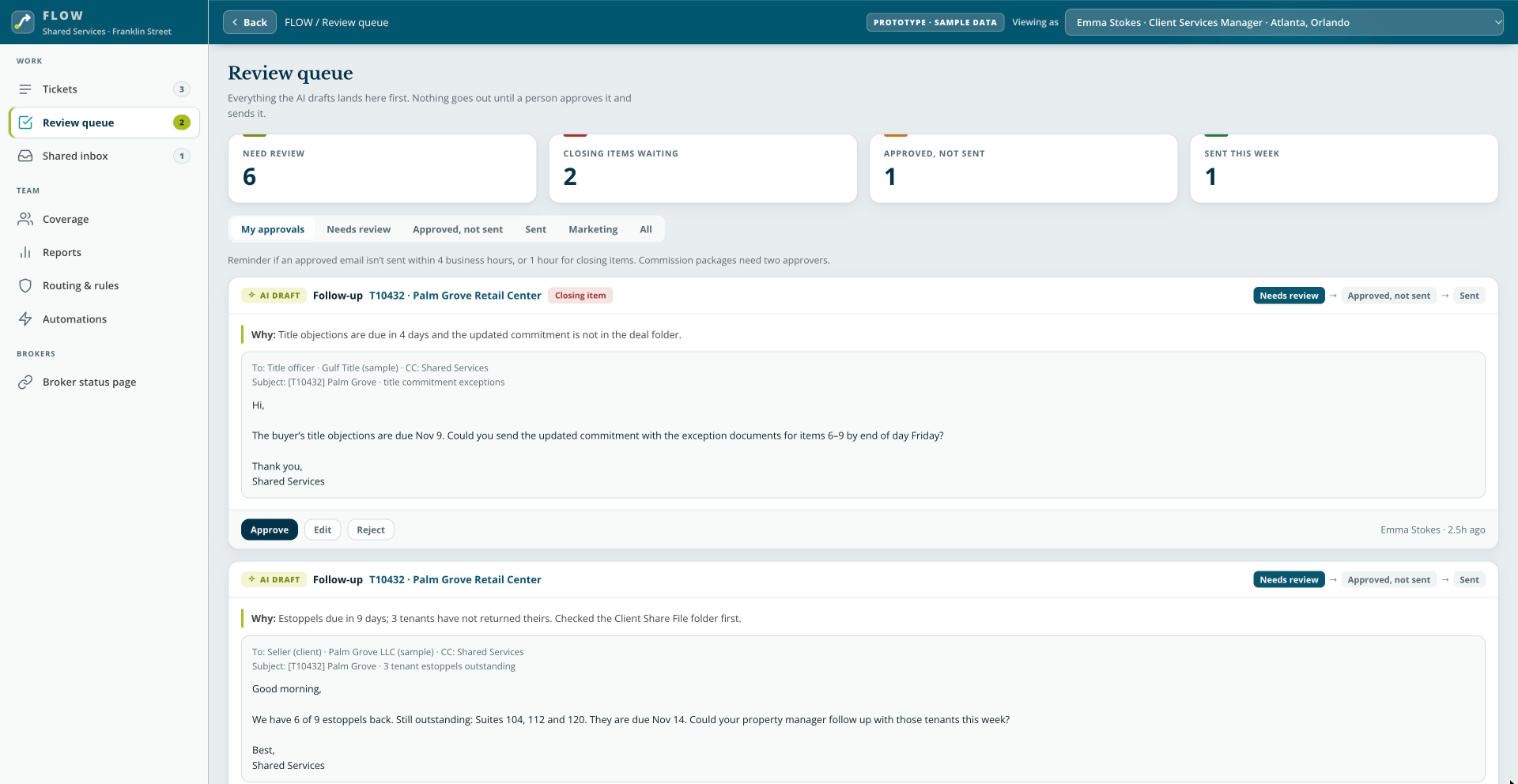 FLOW
Shared Services · Franklin Street
Back
FLOW / Review queue
PROTOTYPE · SAMPLE DATA
Viewing as
Emma Stokes · Client Services Manager · Atlanta, Orlando
WORK
Tickets 3
Review queue 2
Shared inbox 1
TEAM
Coverage
Reports
Routing & rules
Automations
BROKERS
Broker status page
Review queue
Everything the AI drafts lands here first. Nothing goes out until a person approves it and
sends it.
NEED REVIEW
6
CLOSING ITEMS WAITING
2
APPROVED, NOT SENT
1
SENT THIS WEEK
1
My approvals Needs review Approved, not sent Sent Marketing All
Reminder if an approved email isn't sent within 4 business hours, or 1 hour for closing items. Commission packages need two approvers.
AI DRAFT Follow-up T10432 · Palm Grove Retail Center Closing item Needs review → Approved, not sent → Sent
Why: Title objections are due in 4 days and the updated commitment is not in the deal folder.
To: Title officer · Gulf Title (sample) · CC: Shared Services
Subject: [T10432] Palm Grove · title commitment exceptions
Hi,
The buyer's title objections are due Nov 9. Could you send the updated commitment with the exception documents for items 6–9 by end of day Friday?
Thank you,
Shared Services
Approve Edit Reject Emma Stokes · 2.5h ago
AI DRAFT Follow-up T10432 · Palm Grove Retail Center Needs review → Approved, not sent → Sent
Why: Estoppels due in 9 days; 3 tenants have not returned theirs. Checked the Client Share File folder first.
To: Seller (client) · Palm Grove LLC (sample) · CC: Shared Services
Subject: [T10432] Palm Grove · 3 tenant estoppels outstanding
Good morning,
We have 6 of 9 estoppels back. Still outstanding: Suites 104, 112 and 120. They are due Nov 14. Could your property manager follow up with those tenants this week?
Best,
Shared Services